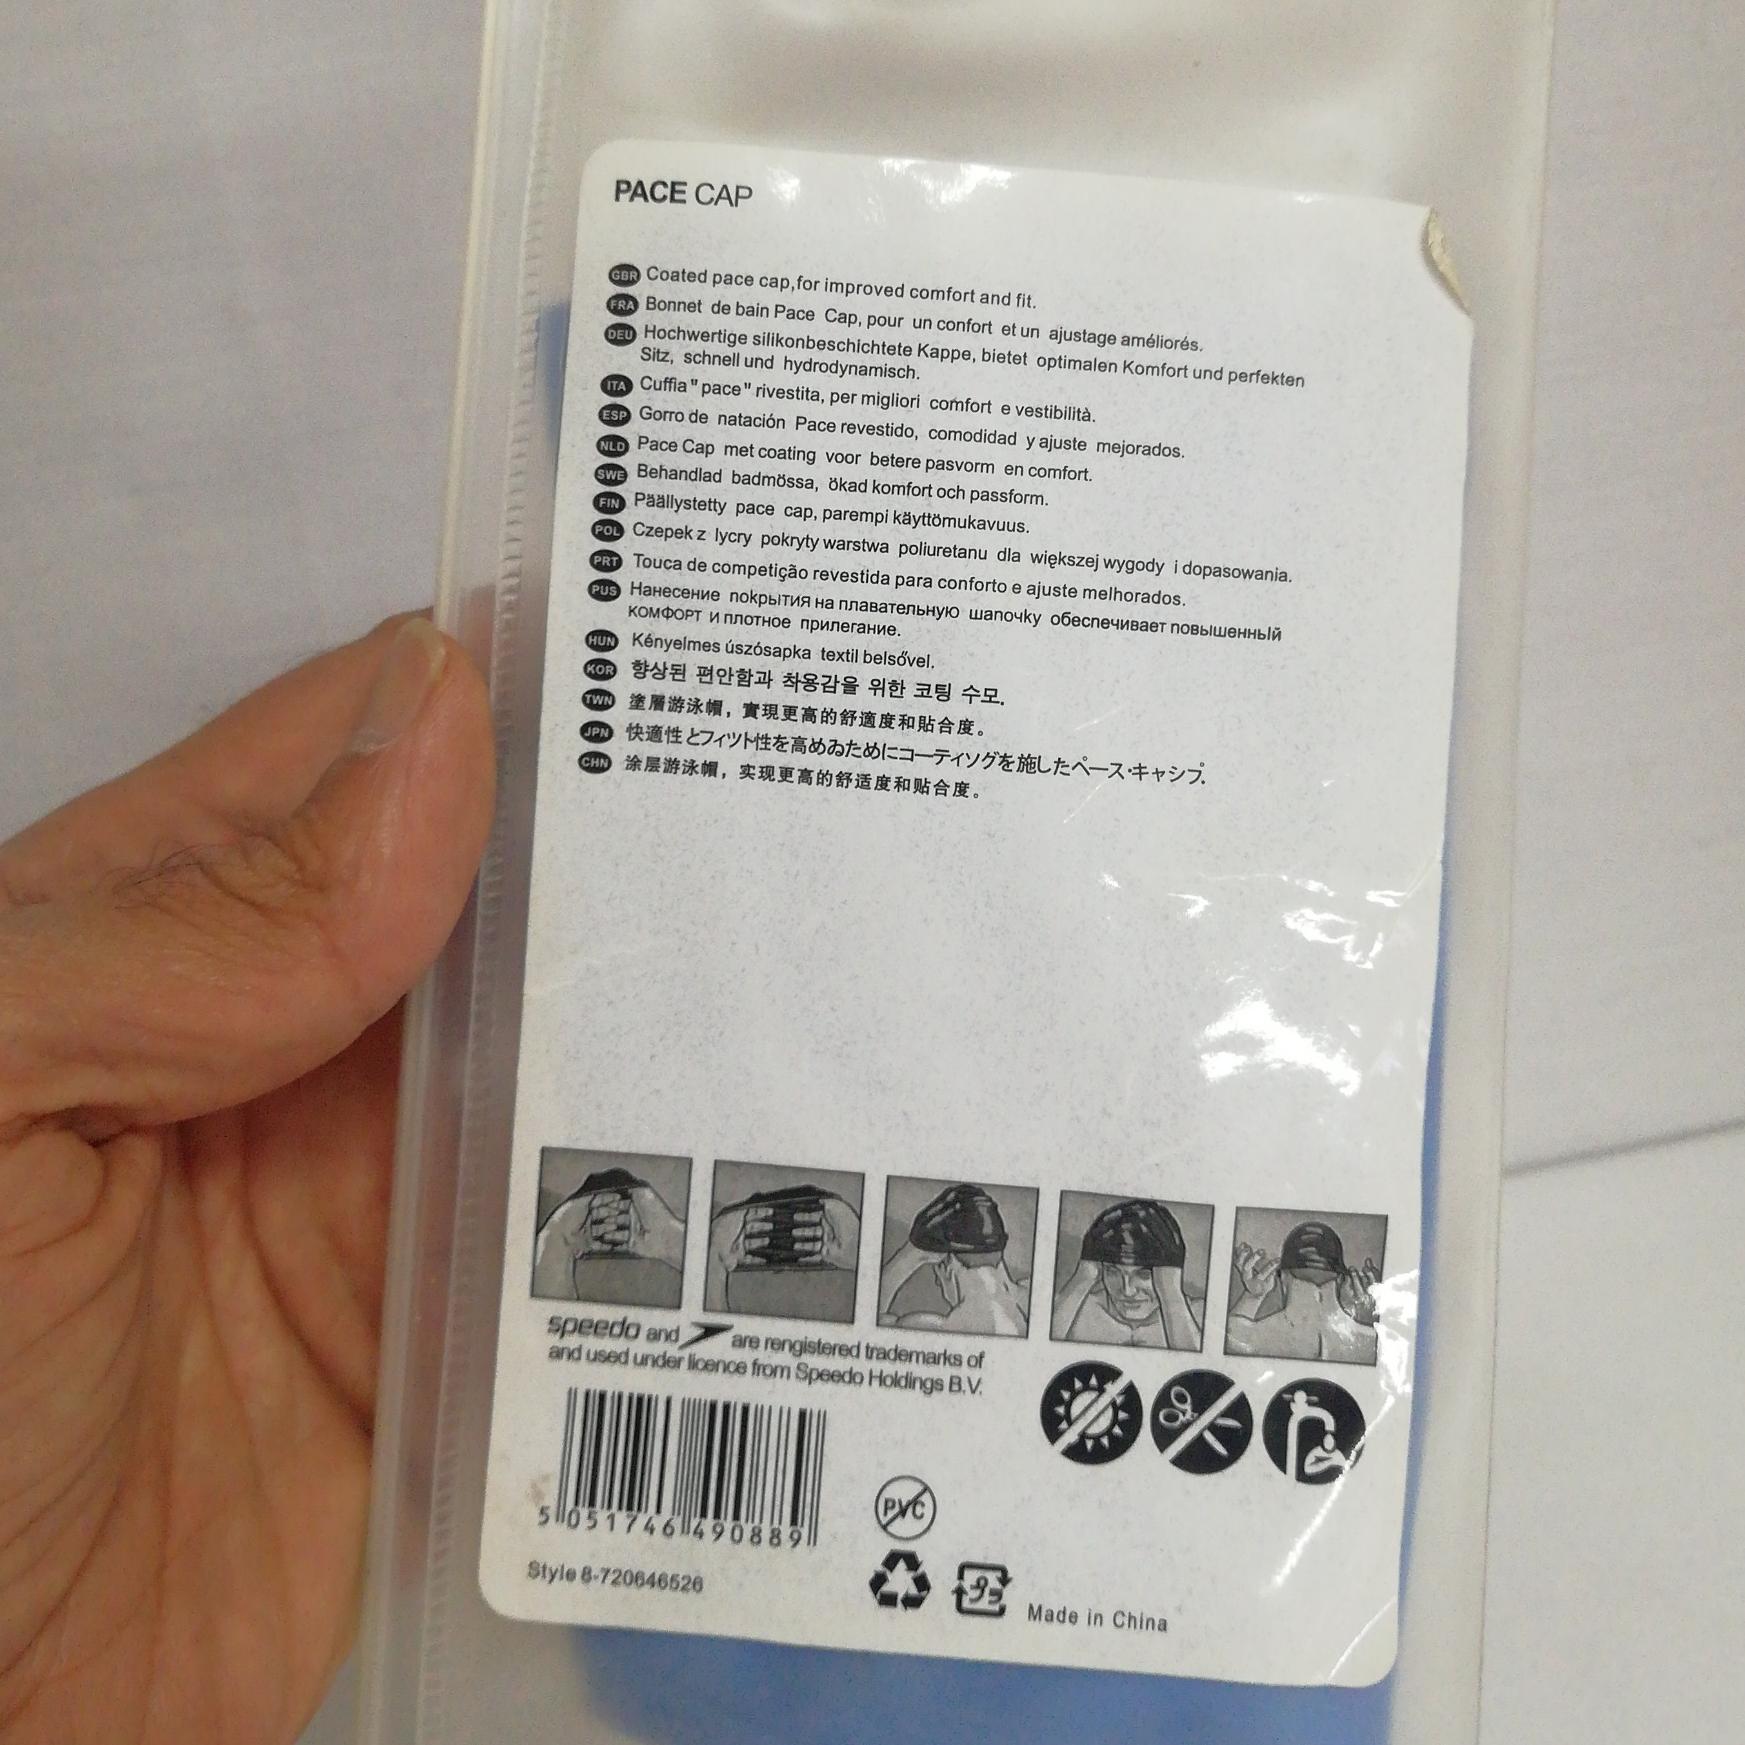 PACE CAP
GBR Coated pace cap,for improved comfort and fit.
FRA Bonnet de bain Pace Cap, pour un confort et un ajustage améliorés.
DEU Hochwertige silikonbeschichtete Kappe, bietet optimalen Komfort und perfekten
Sitz, schnell und hydrodynamisch.
ITA Cuffia "pace" rivestita, per migliori comfort e vestibilità.
ESP Gorro de natación Pace revestido, comodidad y ajuste mejorados.
NLD Pace Cap met coating voor betere pasvorm en comfort.
SWE Behandlad badmössa, ökad komfort och passform.
FIN Päällystetty pace cap, parempi käyttömukavuus.
POL Czepek z lycry pokryty warstwa poliuretanu dla większej wygody i dopasowania.
PRT Touca de competição revestida para conforto e ajuste melhorados.
PUS Нанесение покрытия на плавательную шапочку обеспечивает повышенный
комфорт и плотное прилегание.
HUN Kényelmes úszósapka textil belsővel.
KOR 향상된 편안함과 착용감을 위한 코팅 수모.
TWN 塗層游泳帽，實現更高的舒適度和貼合度。
JPN 快適性とフィツト性を高めゐためにコーティソグを施したペース·キャシプ.
CHN 涂层游泳帽，实现更高的舒适度和贴合度。
speedo and are rengistered trademarks of
and used under licence from Speedo Holdings B.V.
5 051746 490889
PVC
Style 8-720646526
Made in China